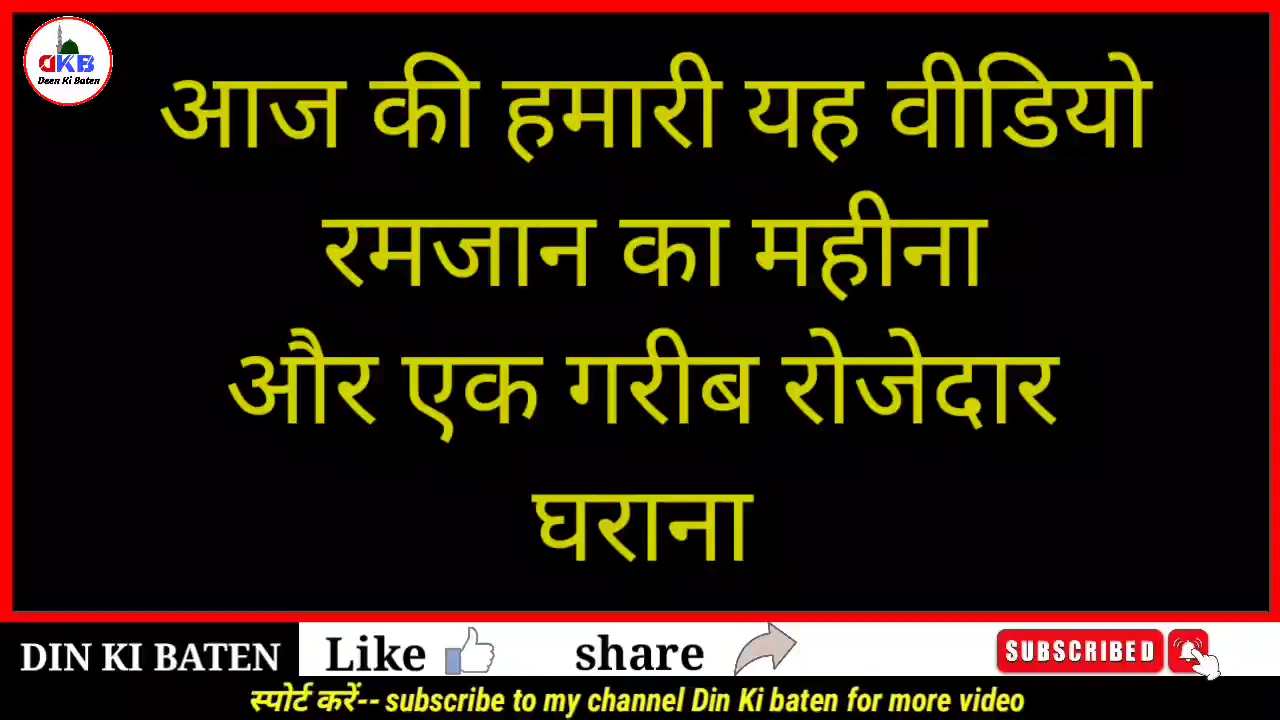 DKB
Deen Ki Baten
आज की हमारी यह वीडियो
रमजान का महीना
और एक गरीब रोजेदार
घराना
DIN KI BATEN Like share SUBSCRIBED
स्पोर्ट करें-- subscribe to my channel Din Ki baten for more video